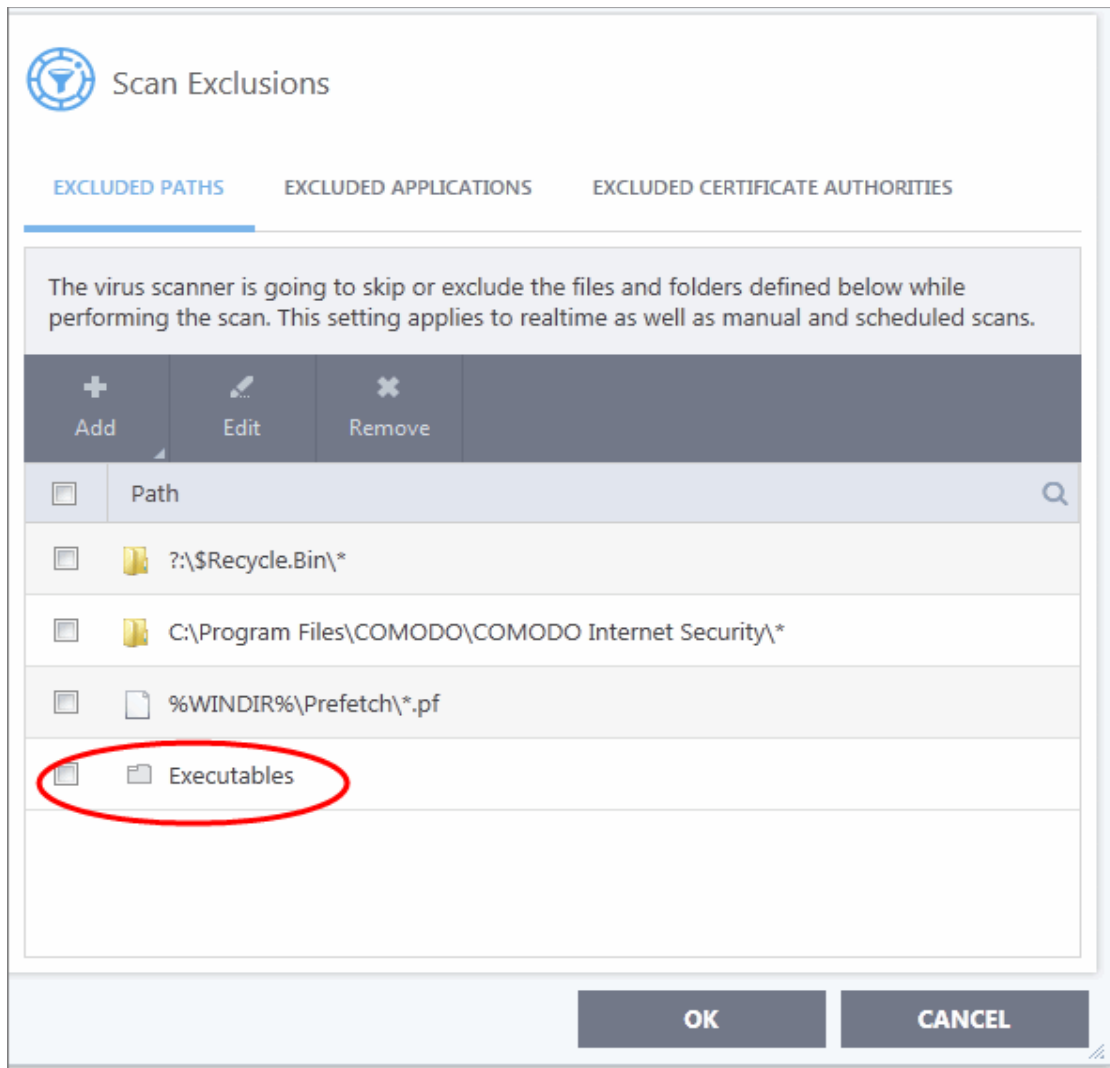 Scan Exclusions
EXCLUDED PATHS EXCLUDED APPLICATIONS EXCLUDED CERTIFICATE AUTHORITIES
The virus scanner is going to skip or exclude the files and folders defined below while
performing the scan. This setting applies to realtime as well as manual and scheduled scans.
Add Edit Remove
Path
?:\$Recycle.Bin\*
C:\Program Files\COMODO\COMODO Internet Security\*
%WINDIR%\Prefetch\*.pf
Executables
OK CANCEL